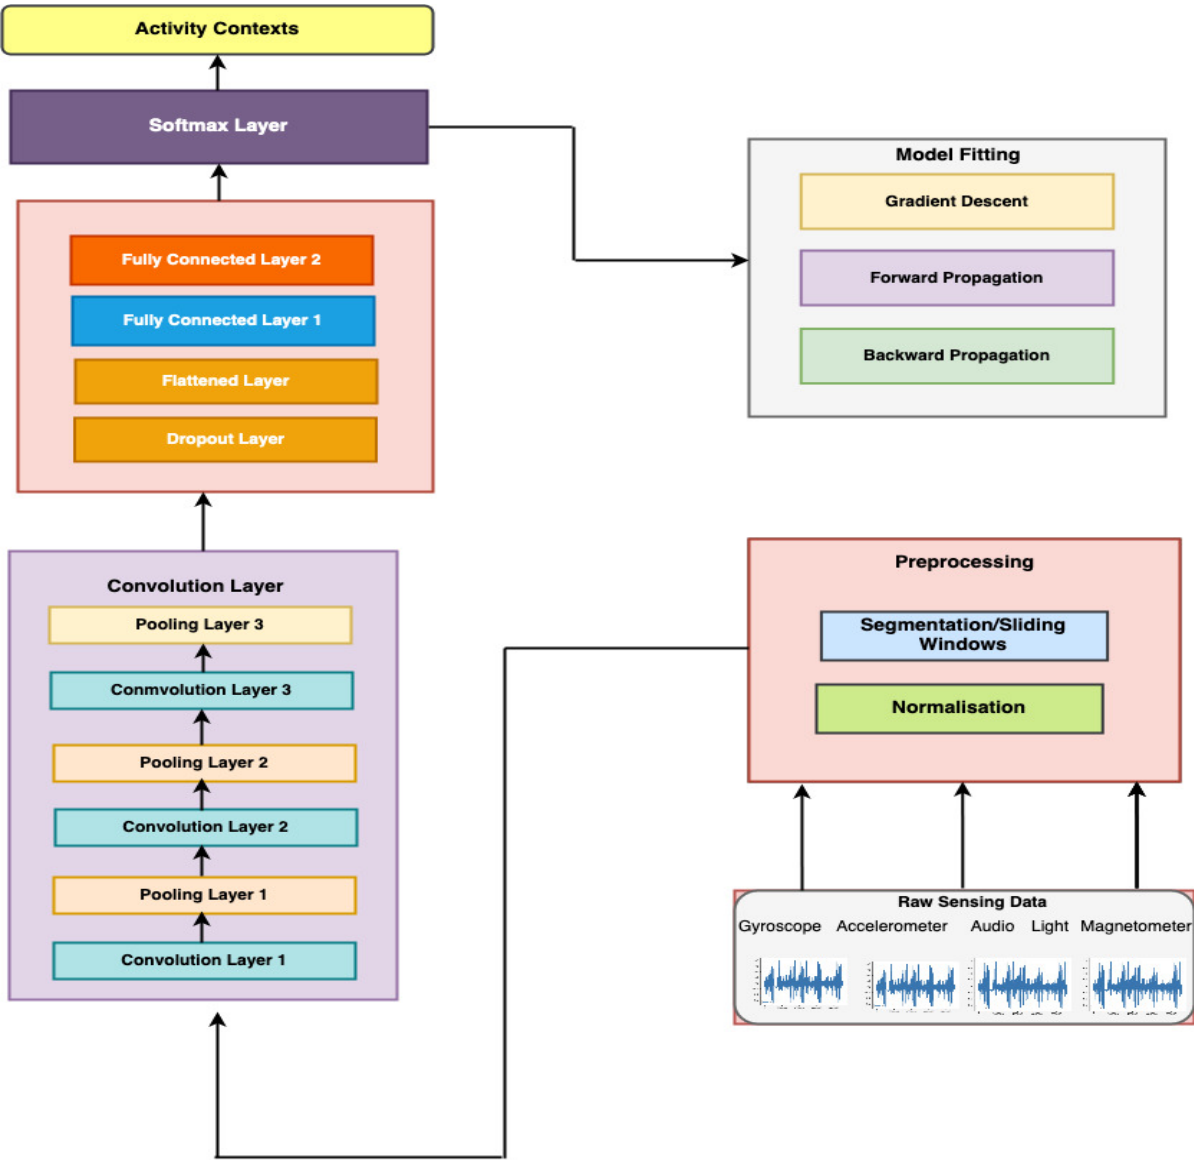 Activity Contexts
Softmax Layer
Fully Connected Layer 2
Fully Connected Layer 1
Flattened Layer
Dropout Layer
Convolution Layer
Pooling Layer 3
Conmvolution Layer 3
Pooling Layer 2
Convolution Layer 2
Pooling Layer 1
Convolution Layer 1
Model Fitting
Gradient Descent
Forward Propagation
Backward Propagation
Preprocessing
Segmentation/Sliding
Windows
Normalisation
Raw Sensing Data
Gyroscope Accelerometer Audio Light Magnetometer